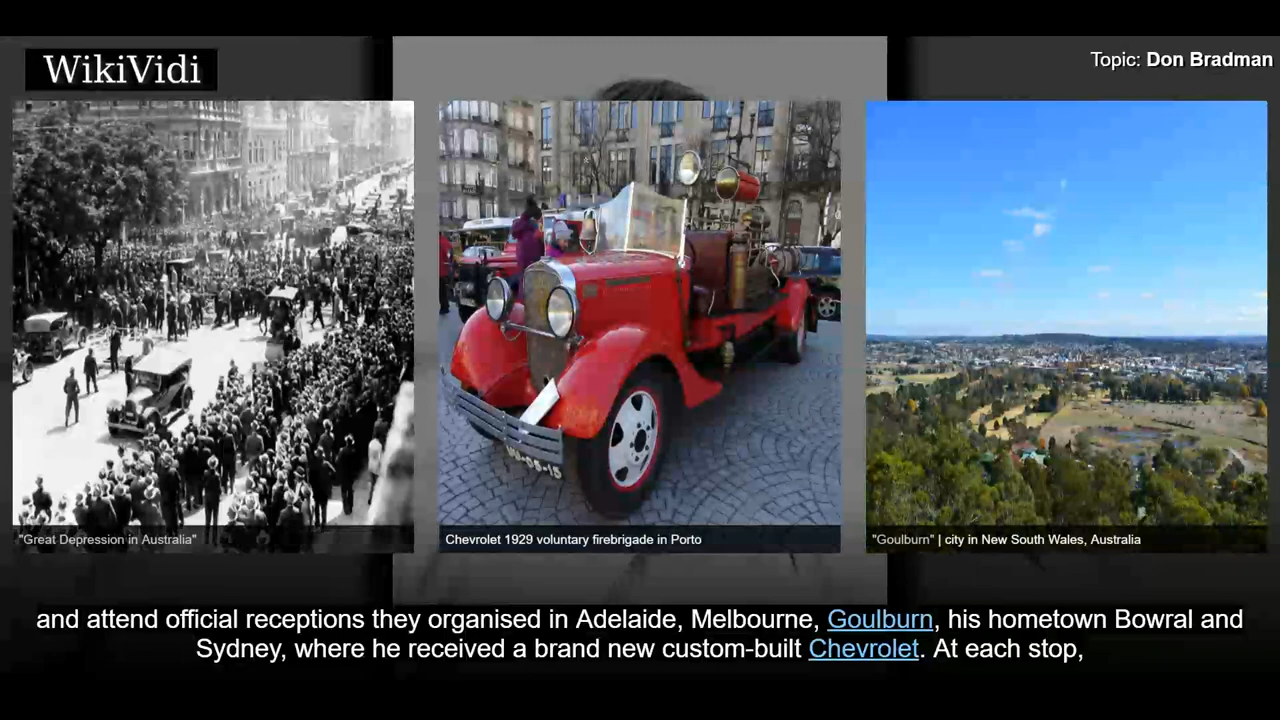 WikiVidi
Topic: Don Bradman
"Great Depression in Australia"
Chevrolet 1929 voluntary firebrigade in Porto
"Goulburn" | city in New South Wales, Australia
and attend official receptions they organised in Adelaide, Melbourne, Goulburn, his hometown Bowral and
Sydney, where he received a brand new custom-built Chevrolet. At each stop,